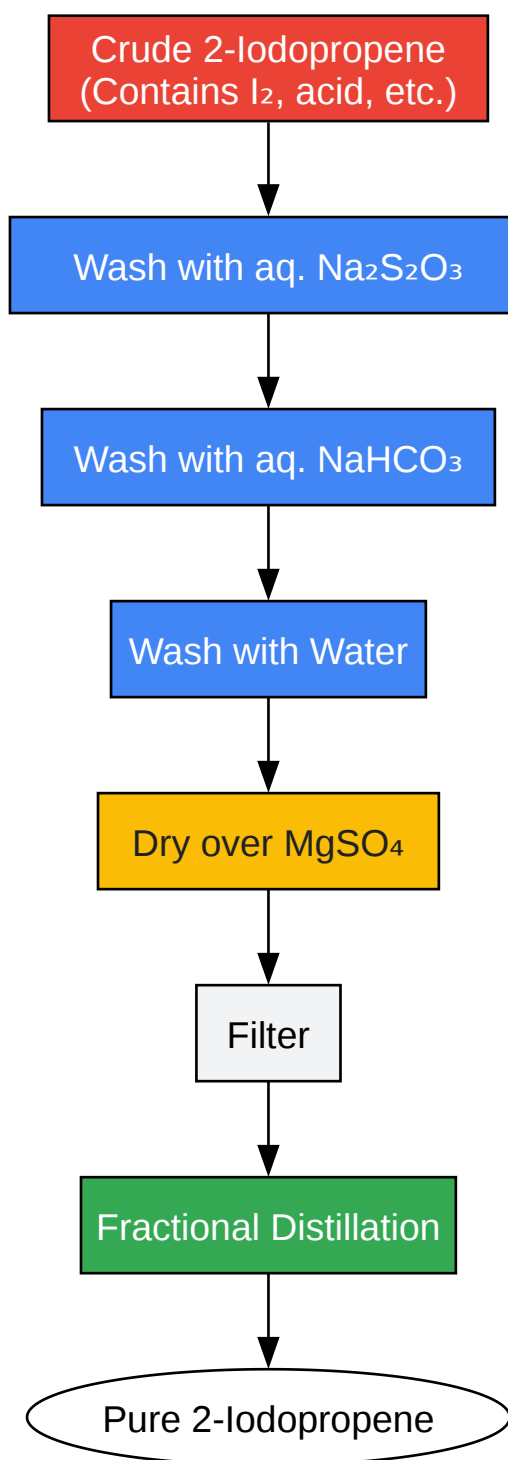 Crude 2-Iodopropene
(Contains I₂, acid, etc.)
Wash with aq. Na₂S₂O₃
Wash with aq. NaHCO₃
Wash with Water
Dry over MgSO₄
Filter
Fractional Distillation
Pure 2-Iodopropene